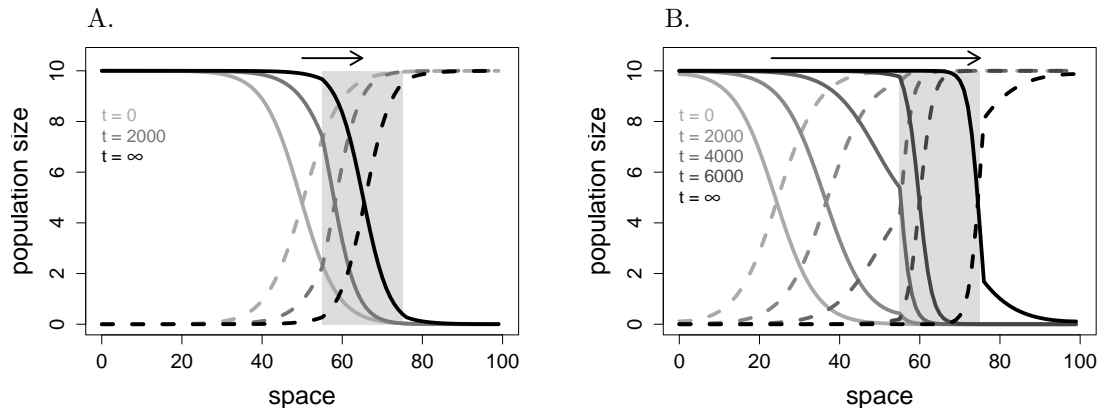 A.
population size
10
8
6
4
2
0
t = 0
t = 2000
t = ∞
0 20 40 60 80 100
space
B.
population size
10
8
6
4
2
0
t = 0
t = 2000
t = 4000
t = 6000
t = ∞
0 20 40 60 80 100
space